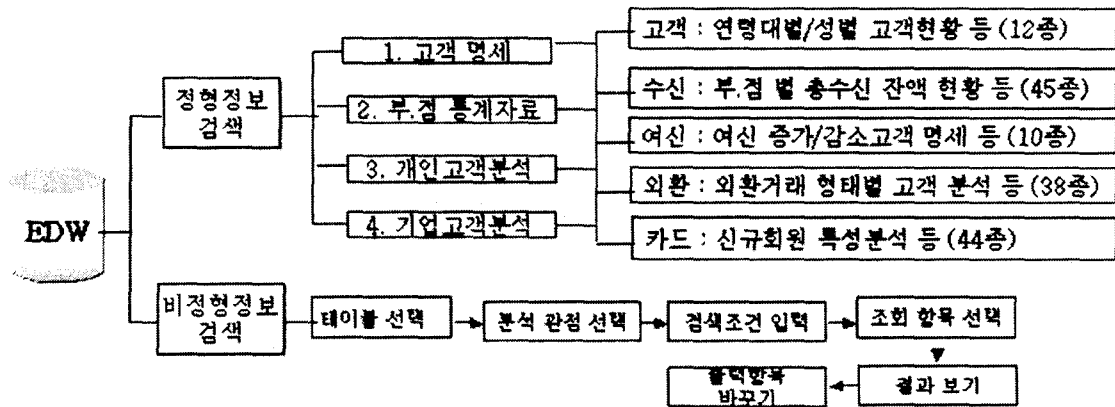 EDW
정형정보
검색
1. 고객 명세
2. 부.점 통계자료
3. 개인고객분석
4. 기업고객분석
고객 : 연령대별/성별 고객현황 등 (12종)
수신 : 부.점 별 총수신 잔액 현황 등 (45종)
여신 : 여신 증가/감소고객 명세 등 (10종)
외환 : 외환거래 형태별 고객 분석 등 (38종)
카드 : 신규회원 특성분석 등 (44종)
비정형정보
검색
테이블 선택
분석 관점 선택
검색조건 입력
조회 항목 선택
결과 보기
출력항목
바꾸기